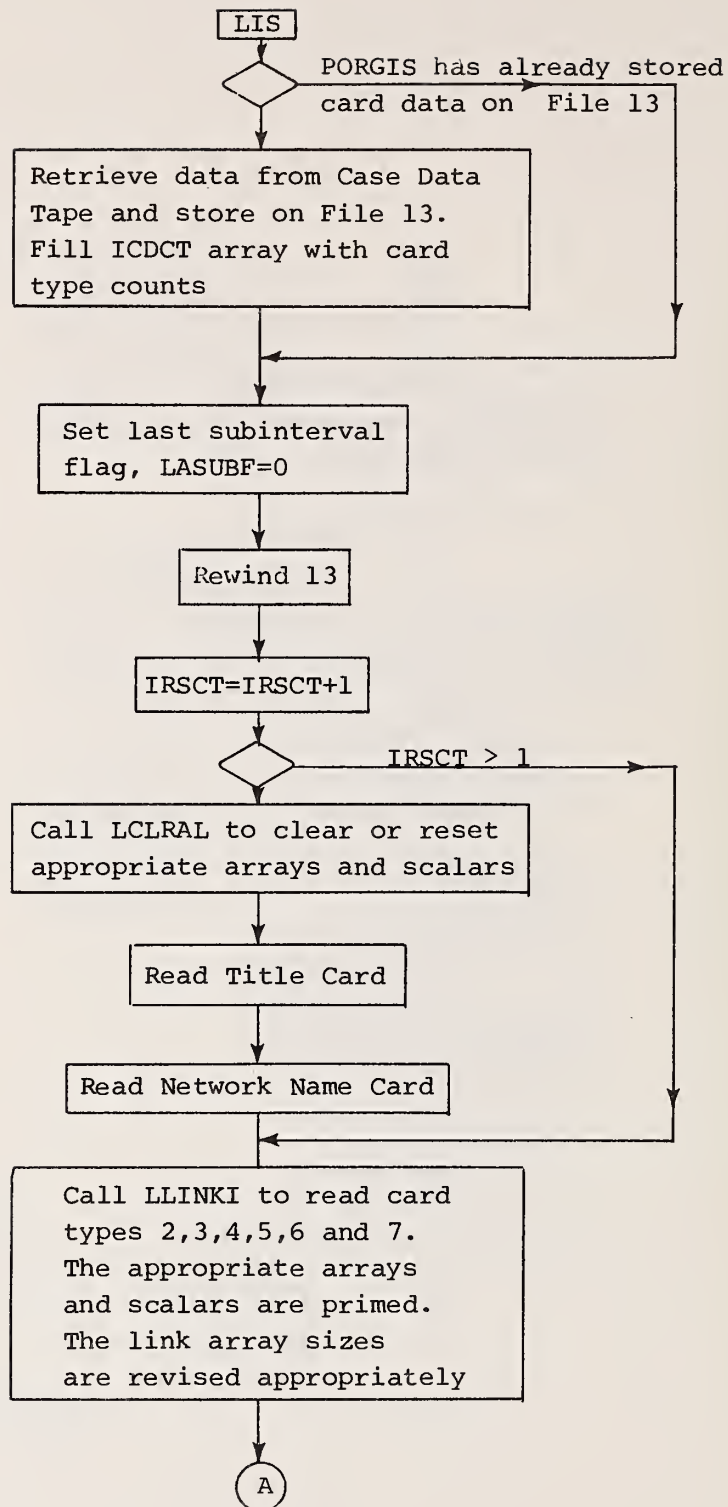 LIS
PORGIS has already stored
card data on File 13
Retrieve data from Case Data
Tape and store on File 13.
Fill ICDCT array with card
type counts
Set last subinterval
flag, LASUBF=0
Rewind 13
IRSCT=IRSCT+1
IRSCT > 1
Call LCLRAL to clear or reset
appropriate arrays and scalars
Read Title Card
Read Network Name Card
Call LLINKI to read card
types 2,3,4,5,6 and 7.
The appropriate arrays
and scalars are primed.
The link array sizes
are revised appropriately
A